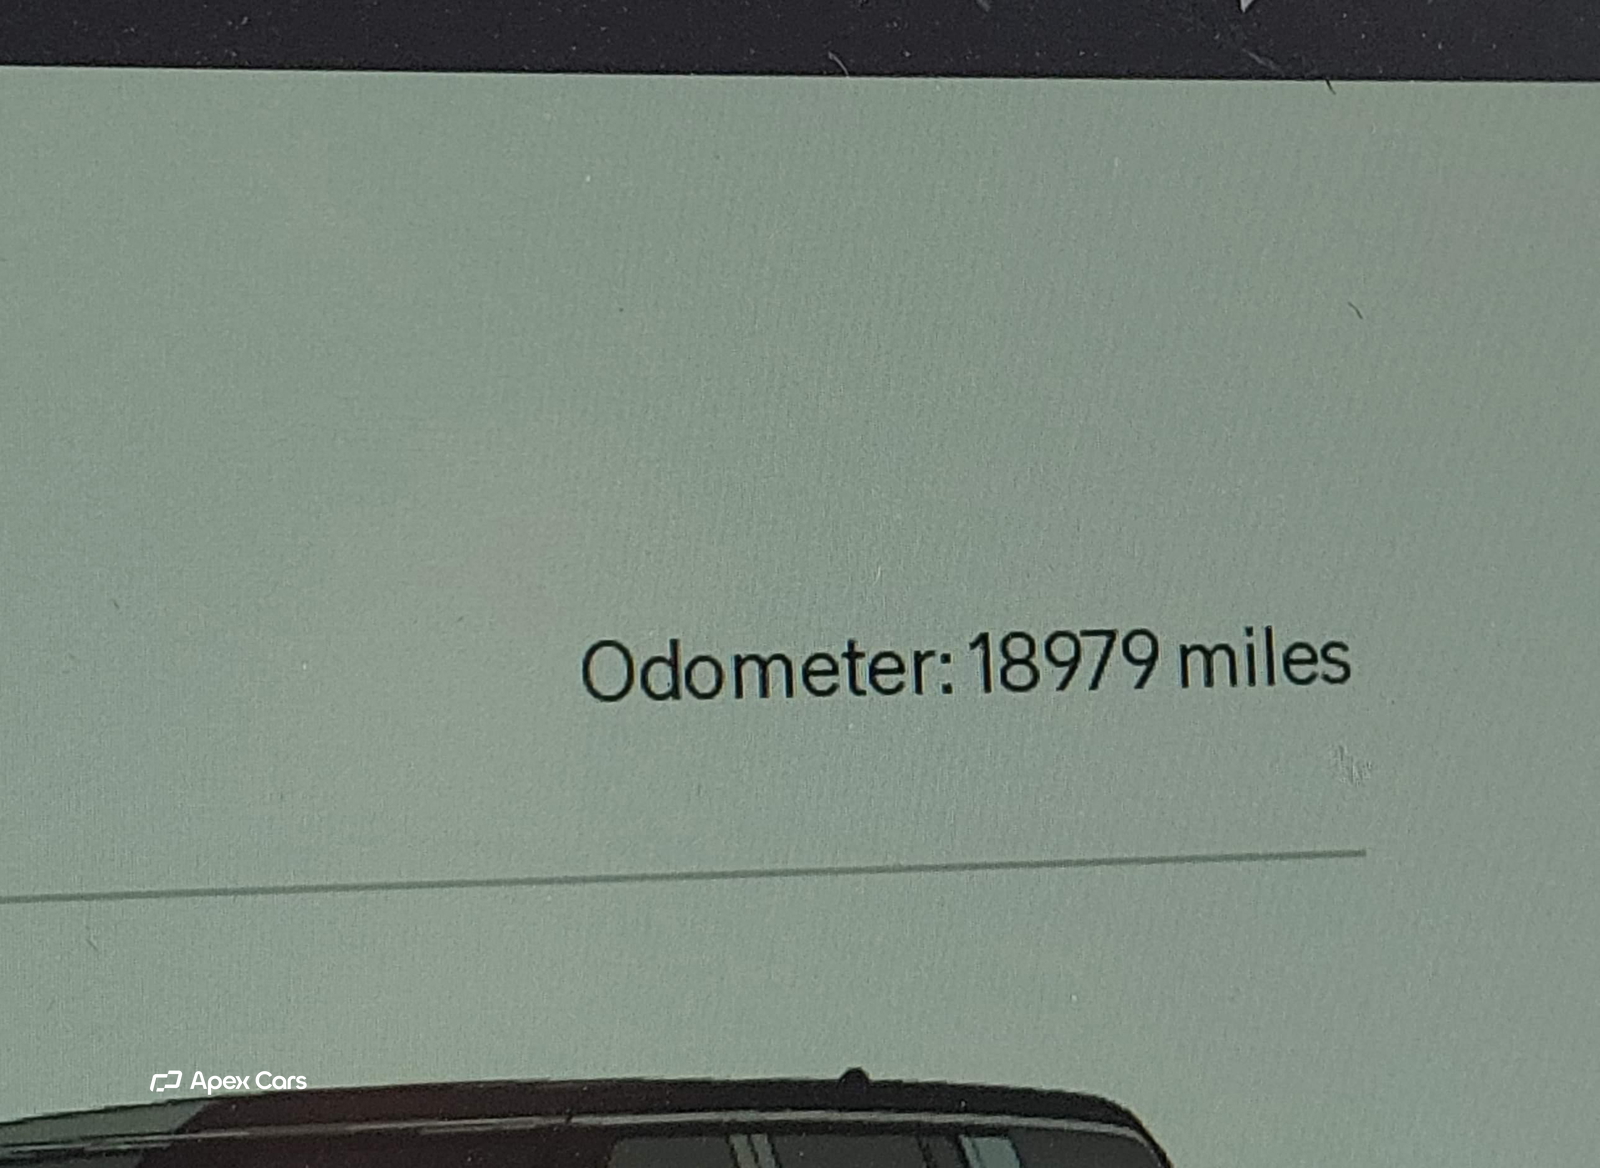 Odometer: 18979 miles
Apex Cars